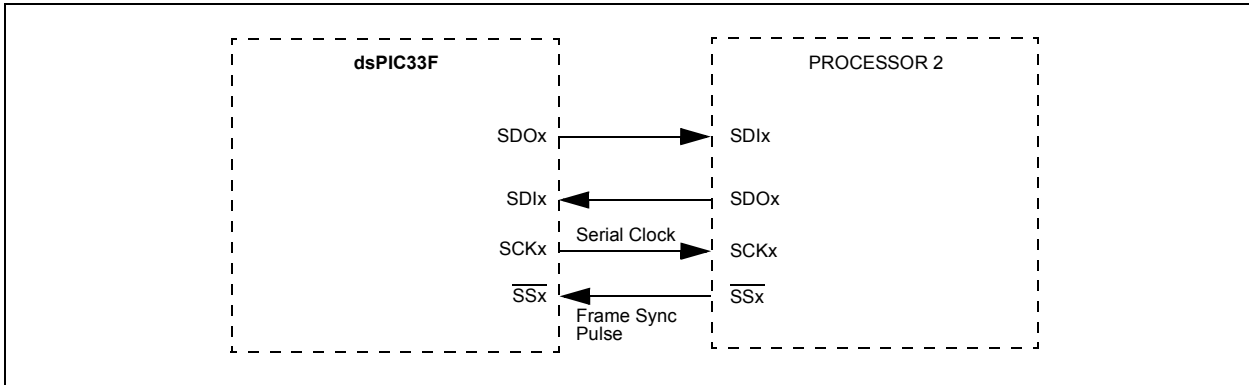 dsPIC33F
PROCESSOR 2
SDOx
SDIx
SDIx
SDOx
SCKx
Serial Clock
SCKx
SSx
Frame Sync
Pulse
SSx